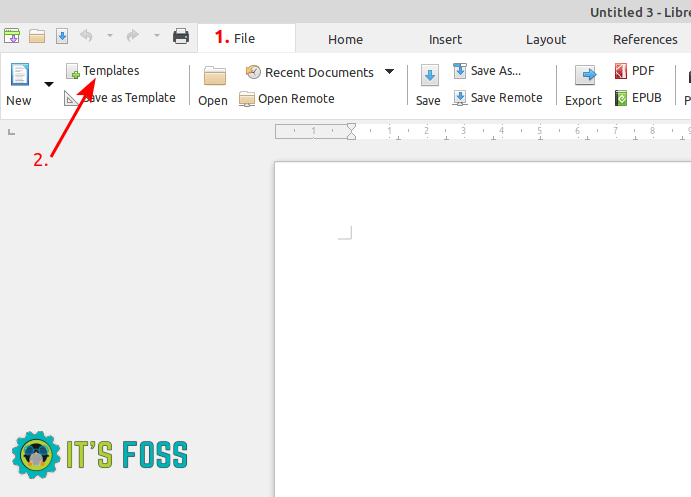 Untitled 3 - Libre
1. File Home Insert Layout References
Templates Recent Documents Save As... PDF
New Save as Template Open Open Remote Save Save Remote Export EPUB P
2.
1 1 2 3 4 5 6 7 8 9
IT'S FOSS